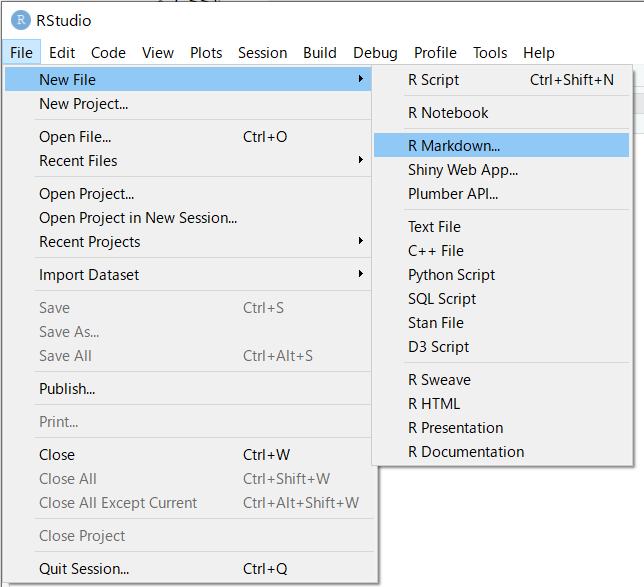 R RStudio
File Edit Code View Plots Session Build Debug Profile Tools Help
New File
New Project...
Open File... Ctrl+O
Recent Files
Open Project...
Open Project in New Session...
Recent Projects
Import Dataset
Save Ctrl+S
Save As...
Save All Ctrl+Alt+S
Publish...
Print...
Close Ctrl+W
Close All Ctrl+Shift+W
Close All Except Current Ctrl+Alt+Shift+W
Close Project
Quit Session... Ctrl+Q
R Script Ctrl+Shift+N
R Notebook
R Markdown...
Shiny Web App...
Plumber API...
Text File
C++ File
Python Script
SQL Script
Stan File
D3 Script
R Sweave
R HTML
R Presentation
R Documentation